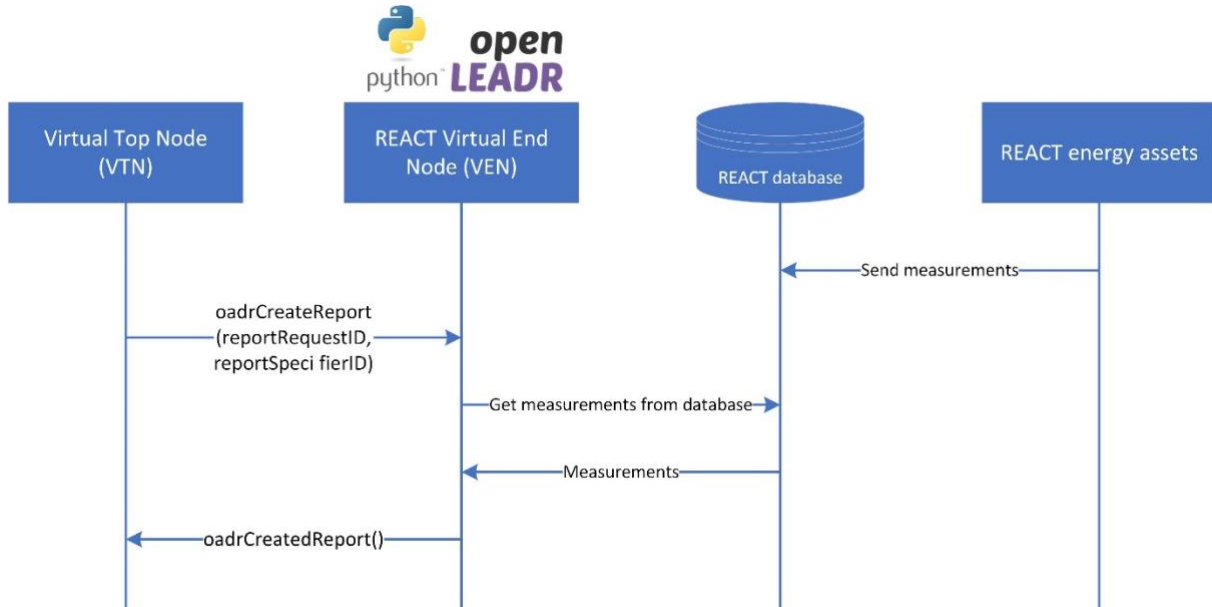 open
python™ LEADR
Virtual Top Node
(VTN)
REACT Virtual End
Node (VEN)
REACT database
REACT energy assets
Send measurements
oadrCreateReport
(reportRequestID,
reportSpeci fierID)
Get measurements from database
Measurements
oadrCreatedReport()